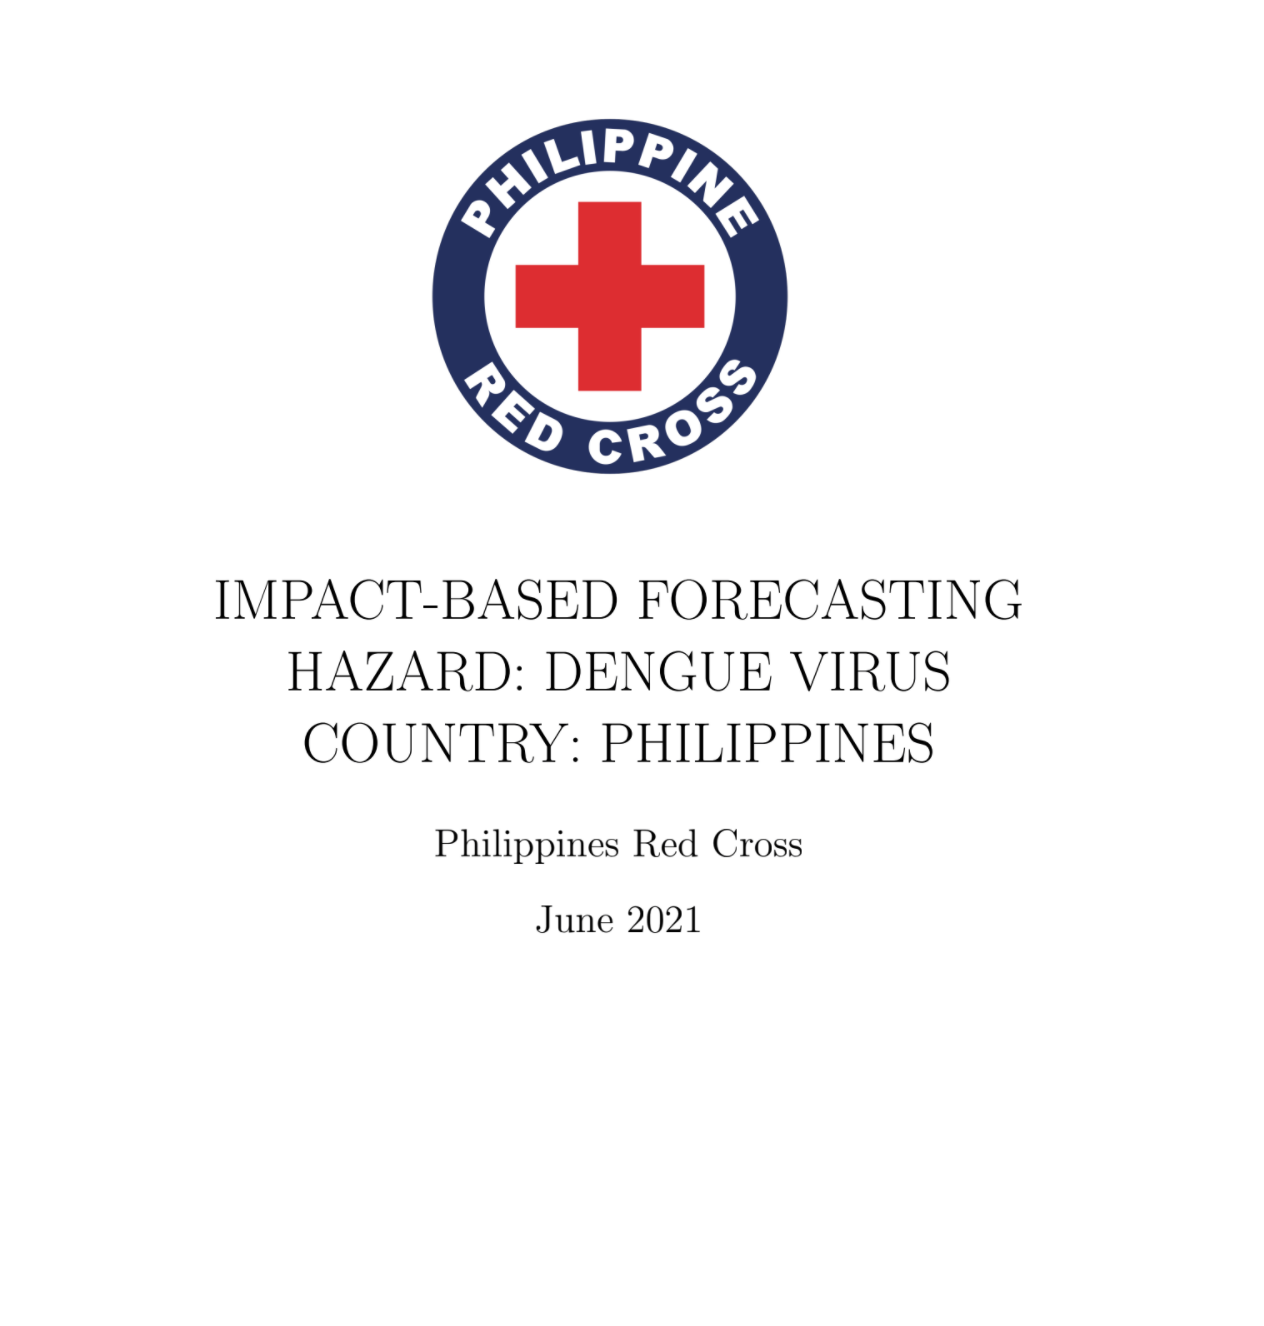 PHILIPPINE
RED CROSS
IMPACT-BASED FORECASTING
HAZARD: DENGUE VIRUS
COUNTRY: PHILIPPINES
Philippines Red Cross
June 2021